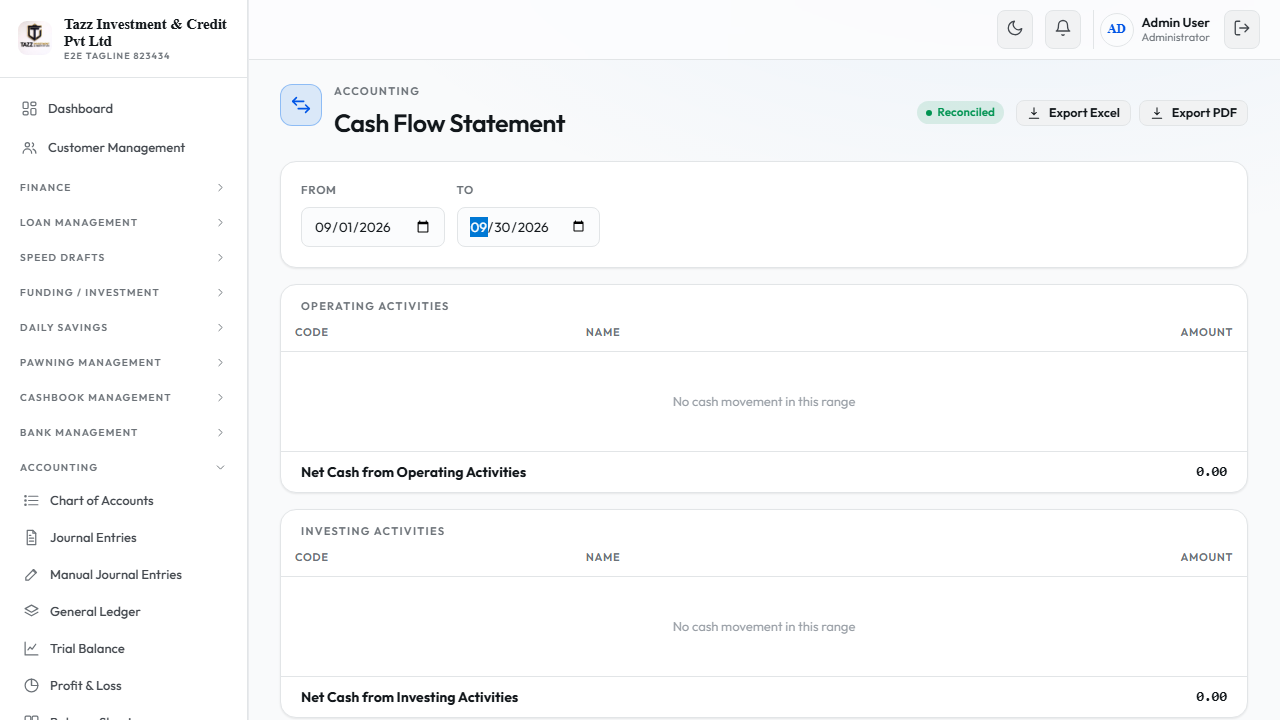 Tazz Investment & Credit
Pvt Ltd
E2E TAGLINE 823434
Dashboard
Customer Management
FINANCE
LOAN MANAGEMENT
SPEED DRAFTS
FUNDING / INVESTMENT
DAILY SAVINGS
PAWNING MANAGEMENT
CASHBOOK MANAGEMENT
BANK MANAGEMENT
ACCOUNTING
Chart of Accounts
Journal Entries
Manual Journal Entries
General Ledger
Trial Balance
Profit & Loss
AD
Admin User
Administrator
ACCOUNTING
Cash Flow Statement
Reconciled
Export Excel
Export PDF
FROM
TO
09/01/2026
09/30/2026
OPERATING ACTIVITIES
CODE NAME AMOUNT
No cash movement in this range
Net Cash from Operating Activities 0.00
INVESTING ACTIVITIES
CODE NAME AMOUNT
No cash movement in this range
Net Cash from Investing Activities 0.00